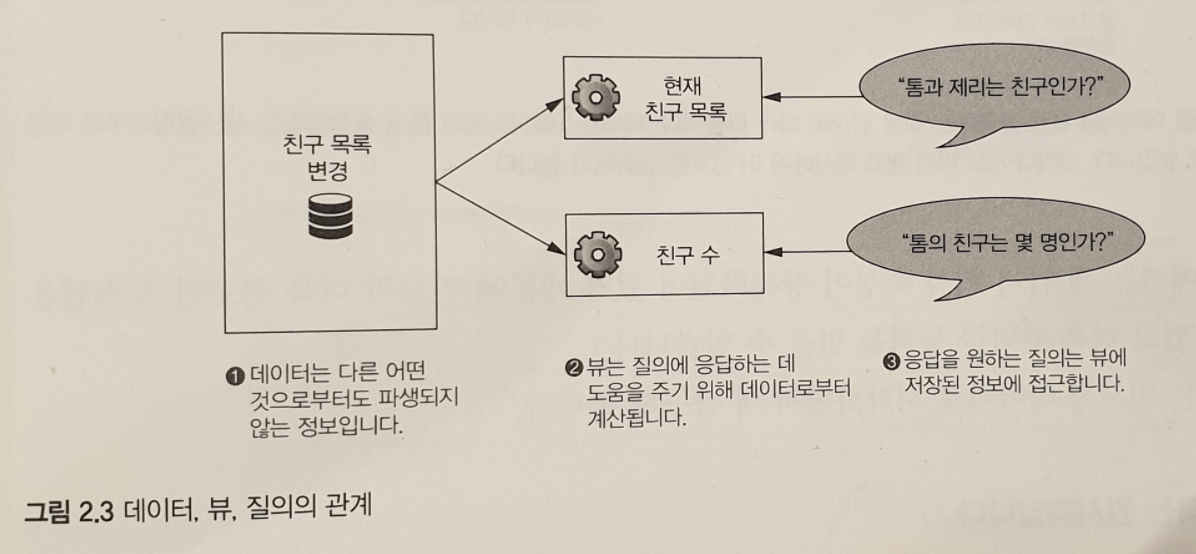 친구 목록
변경
현재
친구 목록
“톰과 제리는 친구인가?”
친구 수
“톰의 친구는 몇 명인가?”
❶ 데이터는 다른 어떤
것으로부터도 파생되지
않는 정보입니다.
❷ 뷰는 질의에 응답하는 데
도움을 주기 위해 데이터로부터
계산됩니다.
❸ 응답을 원하는 질의는 뷰에
저장된 정보에 접근합니다.
그림 2.3 데이터, 뷰, 질의의 관계